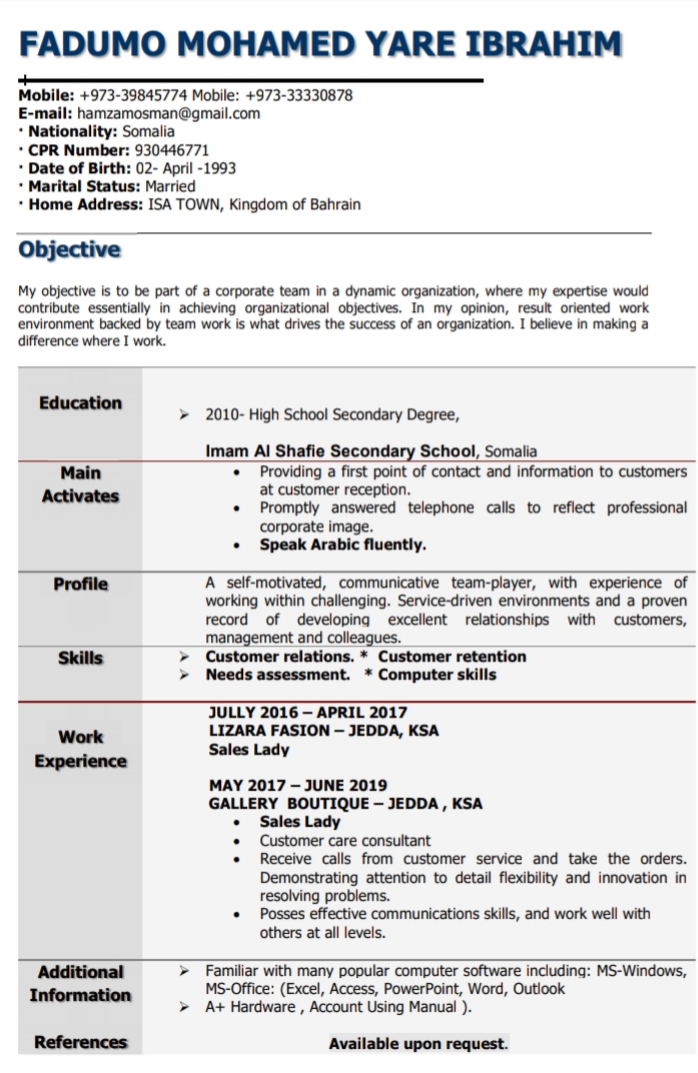 FADUMO MOHAMED YARE IBRAHIM
Mobile: +973-39845774 Mobile: +973-33330878
E-mail: hamzamosman@gmail.com
· Nationality: Somalia
· CPR Number: 930446771
· Date of Birth: 02- April -1993
· Marital Status: Married
· Home Address: ISA TOWN, Kingdom of Bahrain
Objective
My objective is to be part of a corporate team in a dynamic organization, where my expertise would
contribute essentially in achieving organizational objectives. In my opinion, result oriented work
environment backed by team work is what drives the success of an organization. I believe in making a
difference where I work.
Education
➢ 2010- High School Secondary Degree,
Imam Al Shafie Secondary School, Somalia
Main
Activates
• Providing a first point of contact and information to customers
at customer reception.
• Promptly answered telephone calls to reflect professional
corporate image.
• Speak Arabic fluently.
Profile
A self-motivated, communicative team-player, with experience of
working within challenging. Service-driven environments and a proven
record of developing excellent relationships with customers,
management and colleagues.
Skills
➢ Customer relations. * Customer retention
➢ Needs assessment. * Computer skills
Work
Experience
JULLY 2016 – APRIL 2017
LIZARA FASION – JEDDA, KSA
Sales Lady
MAY 2017 – JUNE 2019
GALLERY BOUTIQUE – JEDDA , KSA
• Sales Lady
• Customer care consultant
• Receive calls from customer service and take the orders.
Demonstrating attention to detail flexibility and innovation in
resolving problems.
• Posses effective communications skills, and work well with
others at all levels.
Additional
Information
➢ Familiar with many popular computer software including: MS-Windows,
MS-Office: (Excel, Access, PowerPoint, Word, Outlook
➢ A+ Hardware , Account Using Manual ).
References
Available upon request.